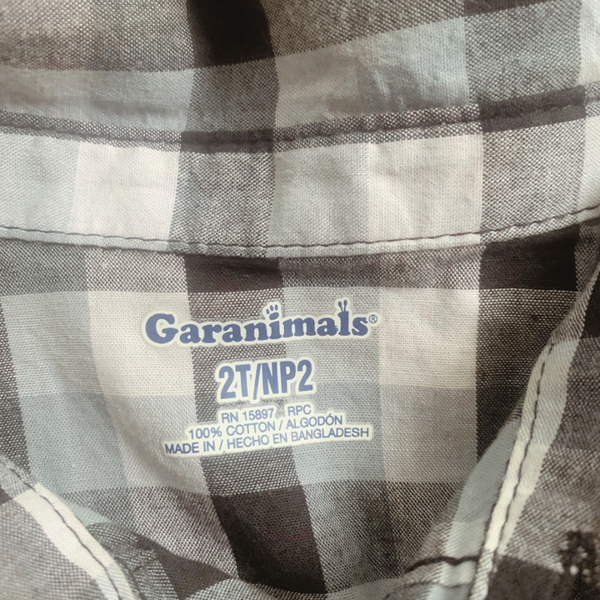 Garanimals®
2T/NP2
RN 15897 RPC
100% COTTON / ALGODÓN
MADE IN / HECHO EN BANGLADESH